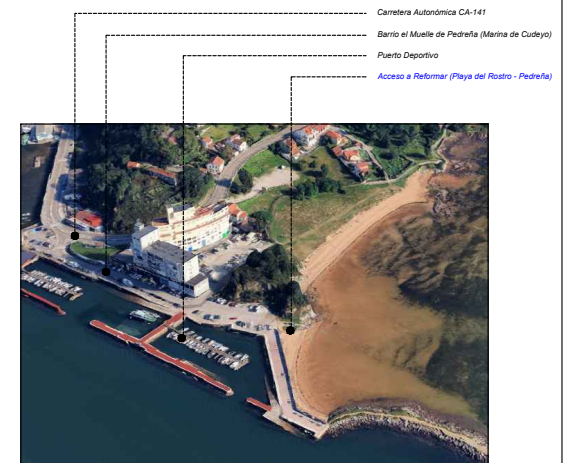 Carretera Autonómica CA-141
Barrio el Muelle de Pedreña (Marina de Cudeyo)
Puerto Deportivo
Acceso a Reformar (Playa del Rostro - Pedreña)